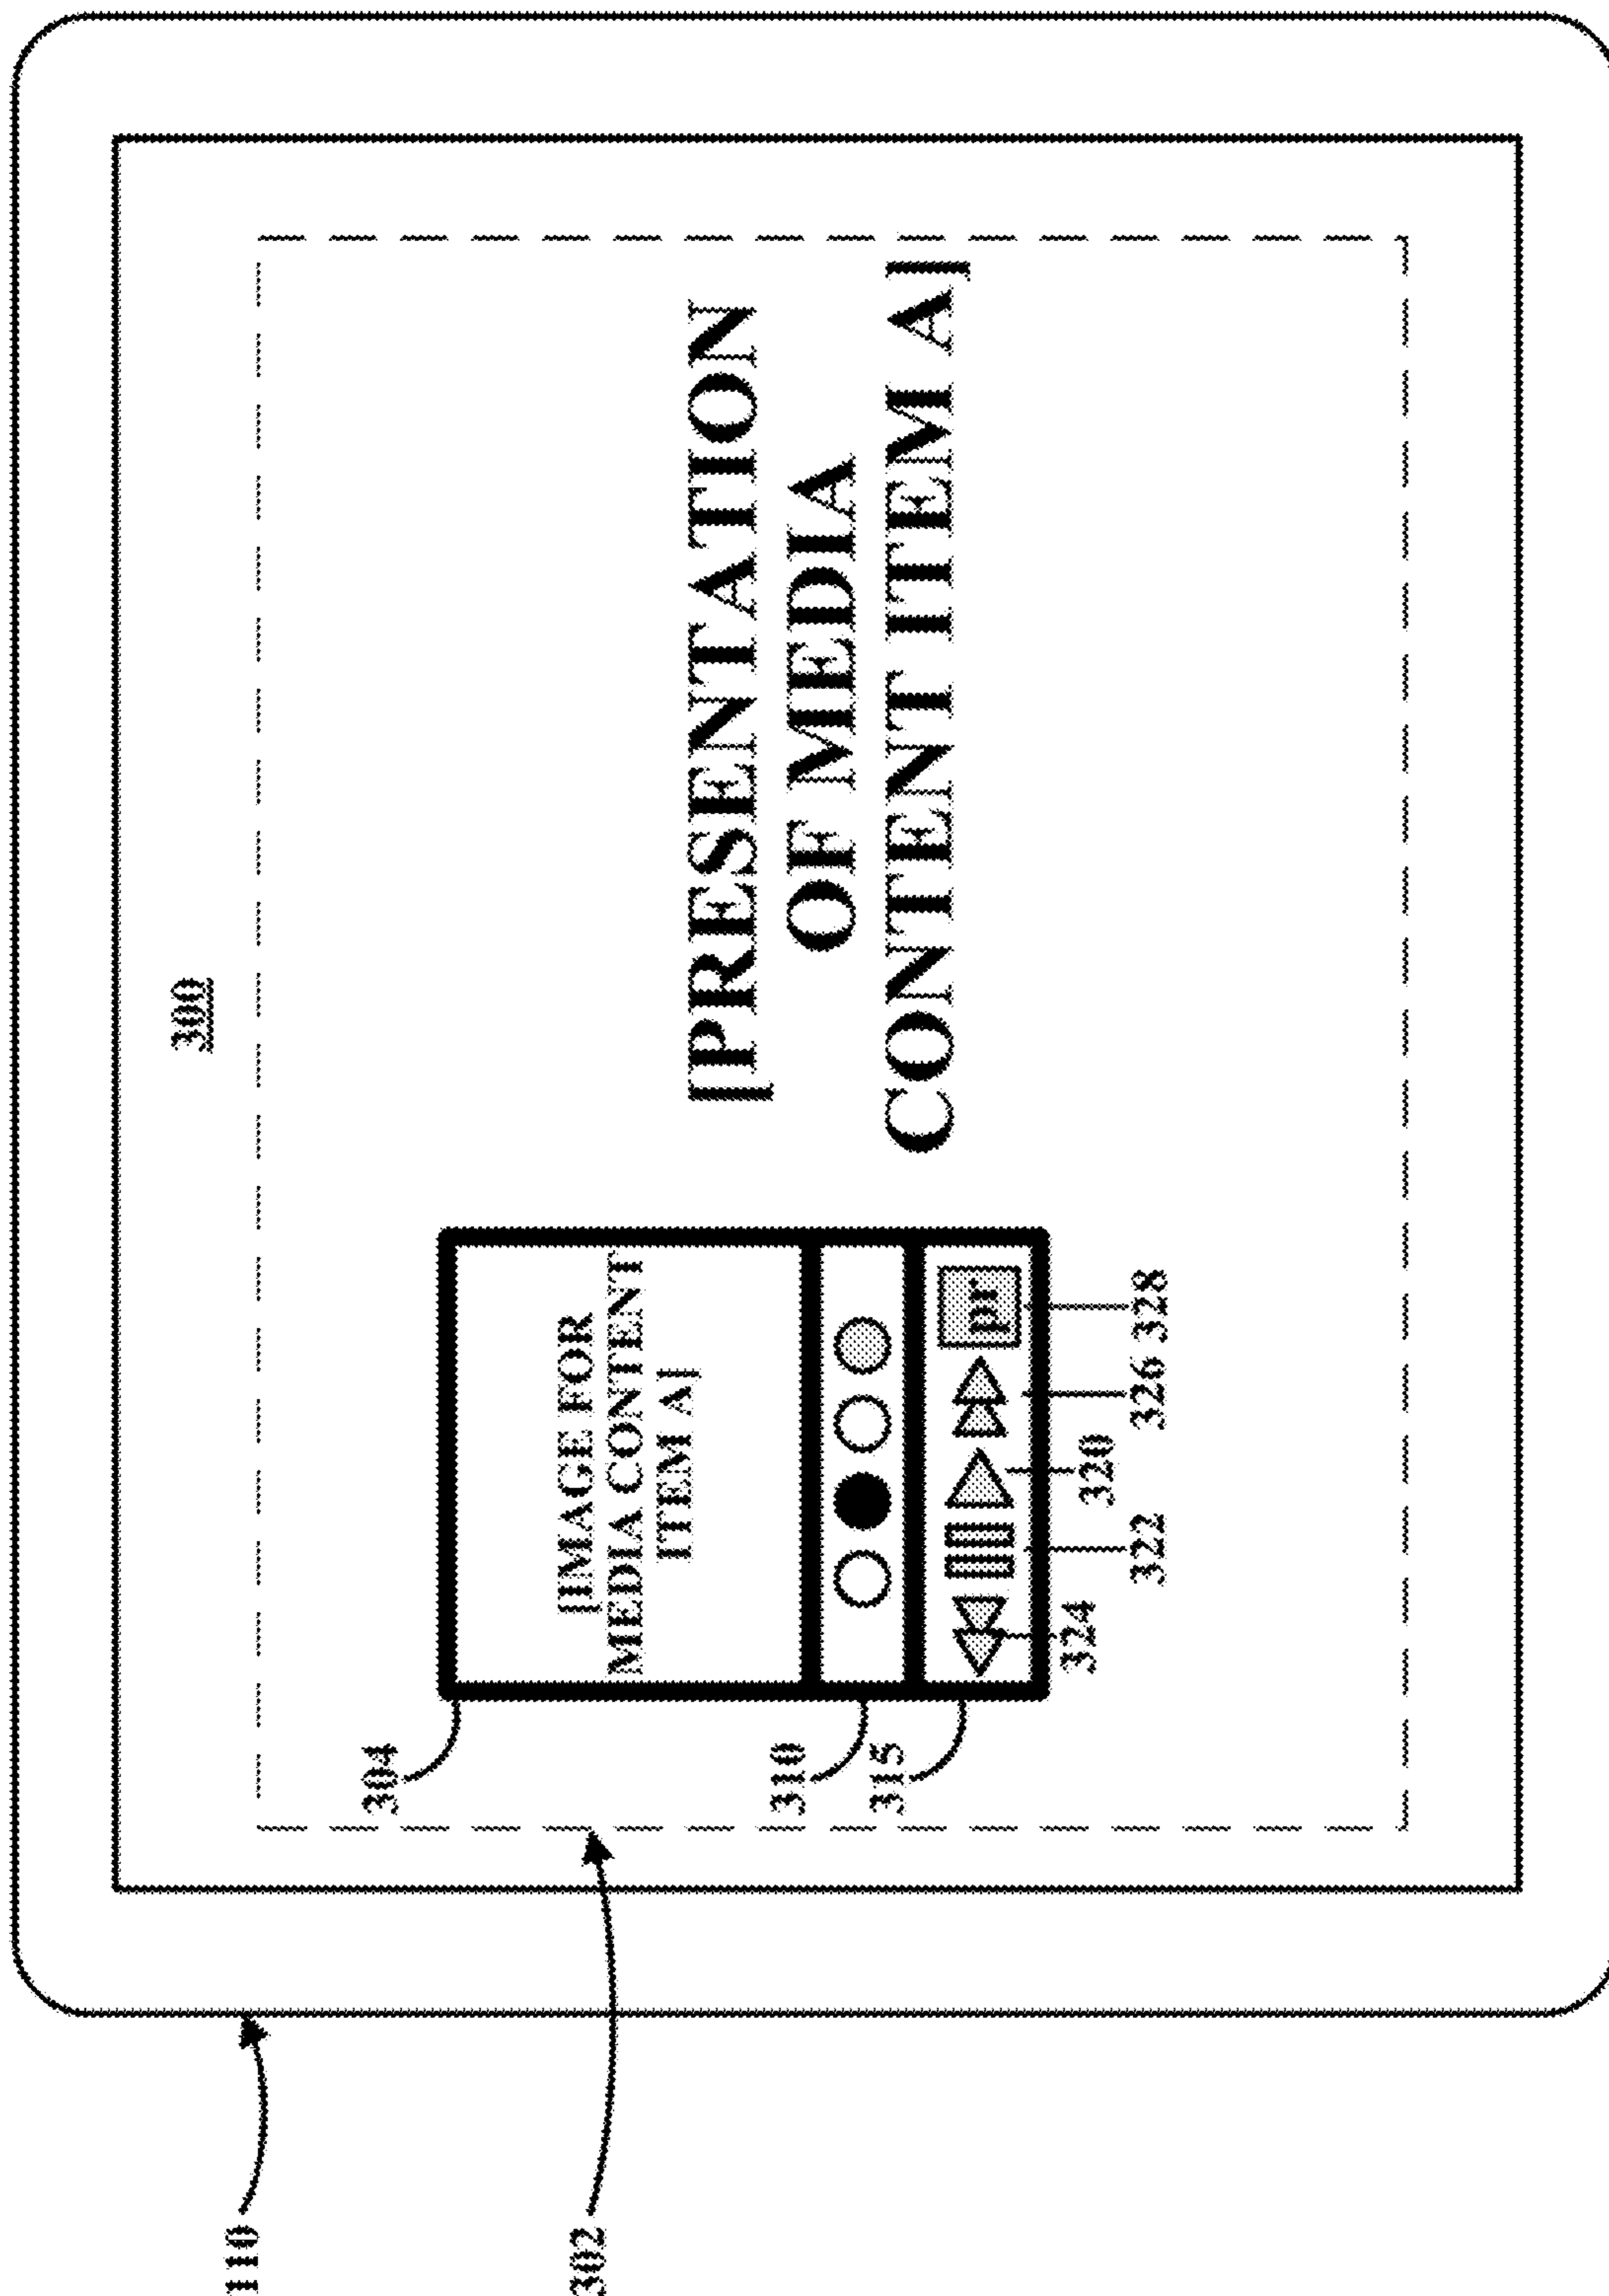 300
[PRESENTATION
OF MEDIA
CONTENT ITEM A]
304
[IMAGE FOR
MEDIA CONTENT
ITEM A]
310
315
pr.
324
322
320
326
328
110
302